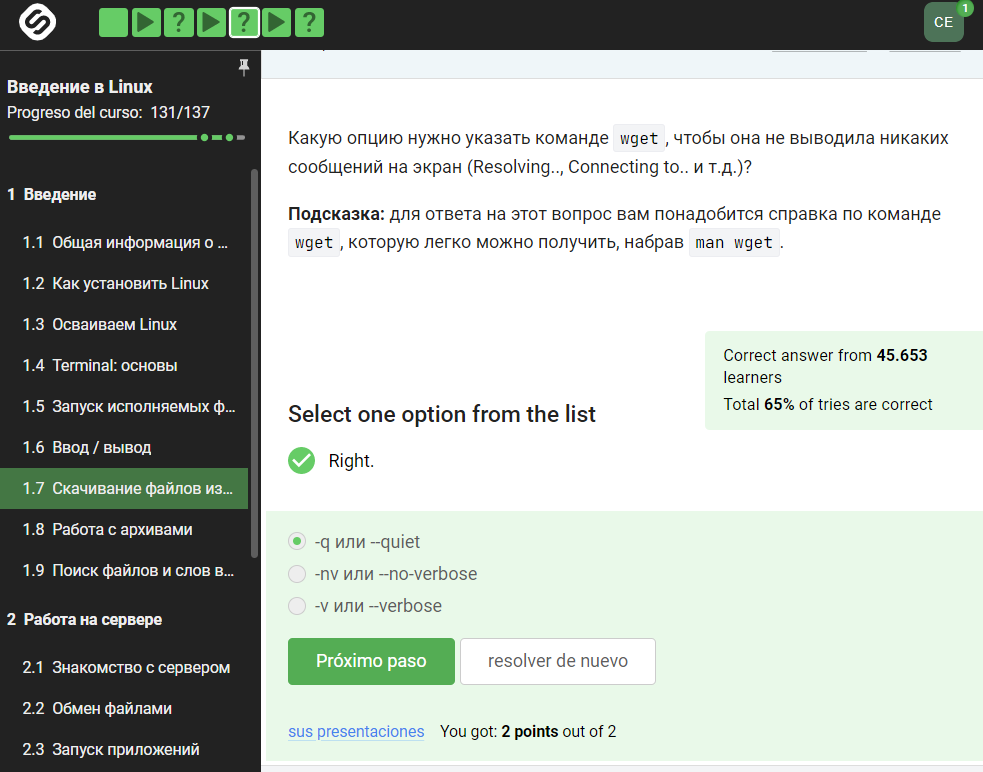 ? ?
?
CE
1
Введение в Linux
Progreso del curso: 131/137
1 Введение
1.1 Общая информация о ...
1.2 Как установить Linux
1.3 Осваиваем Linux
1.4 Terminal: основы
1.5 Запуск исполняемых ф...
1.6 Ввод / вывод
1.7 Скачивание файлов из...
1.8 Работа с архивами
1.9 Поиск файлов и слов в...
2 Работа на сервере
2.1 Знакомство с сервером
2.2 Обмен файлами
2.3 Запуск приложений
Какую опцию нужно указать команде wget, чтобы она не выводила никаких
сообщений на экран (Resolving.., Connecting to.. и т.д.)?
Подсказка: для ответа на этот вопрос вам понадобится справка по команде
wget, которую легко можно получить, набрав man wget.
Correct answer from 45.653
learners
Total 65% of tries are correct
Select one option from the list
Right.
-q или --quiet
-nv или --no-verbose
-v или --verbose
Próximo paso
resolver de nuevo
sus presentaciones You got: 2 points out of 2